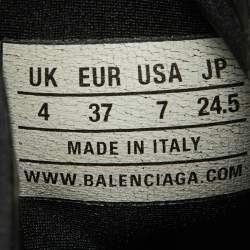 UK EUR USA JP
4 37 7 24.5
MADE IN ITALY
WWW.BALENCIAGA.COM